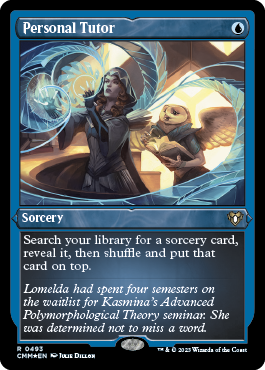 Personal Tutor
Sorcery
Search your library for a sorcery card,
reveal it, then shuffle and put that
card on top.
Lomelda had spent four semesters on
the waitlist for Kasmina's Advanced
Polymorphological Theory seminar. She
was determined not to miss a word.
R 0493
CMM★EN Julie Dillon
™ & © 2023 Wizards of the Coast